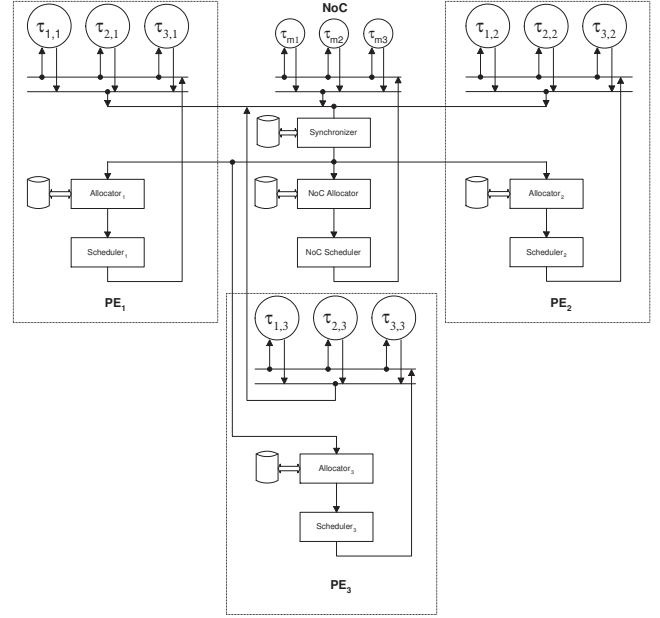 NoC
τ1,1 τ2,1 τ3,1
τm1 τm2 τm3
τ1,2 τ2,2 τ3,2
Synchronizer
Allocator1
NoC Allocator
Allocator2
Scheduler1
NoC Scheduler
Scheduler2
PE1
PE2
τ1,3 τ2,3 τ3,3
Allocator3
Scheduler3
PE3